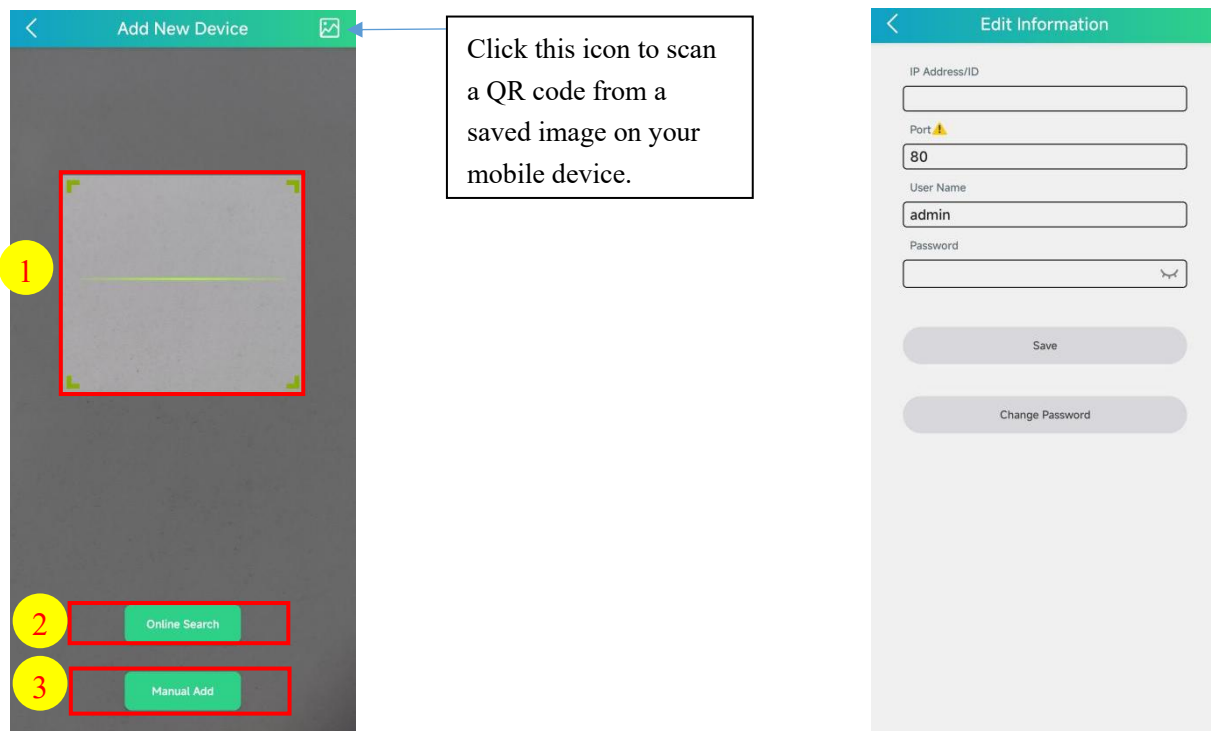 Add New Device
Click this icon to scan
a QR code from a
saved image on your
mobile device.
1
2
Online Search
3
Manual Add
Edit Information
IP Address/ID
Port
80
User Name
admin
Password
Save
Change Password